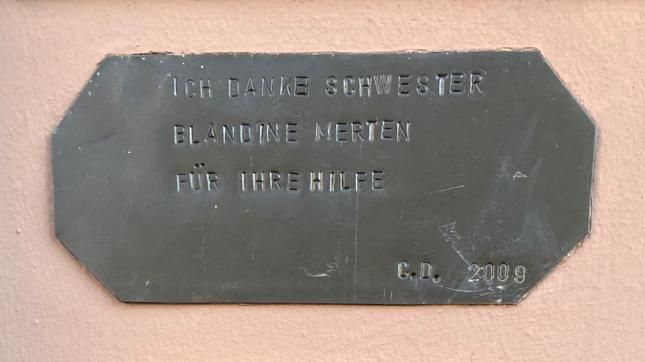 ICH DANKE SCHWESTER
BLANDINE MERTEN
FÜR IHRE HILFE
C.D. 2009